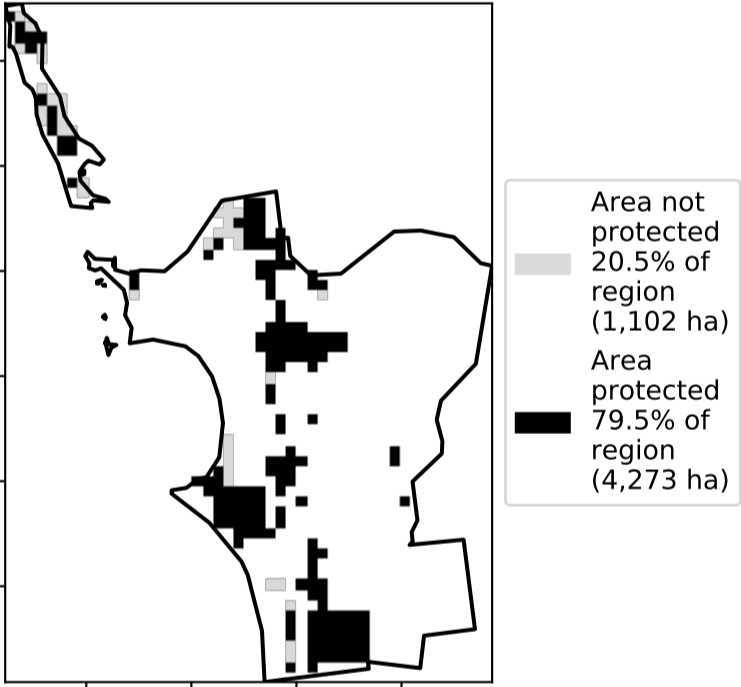 Area not
protected
20.5% of
region
(1,102 ha)
Area
protected
79.5% of
region
(4,273 ha)